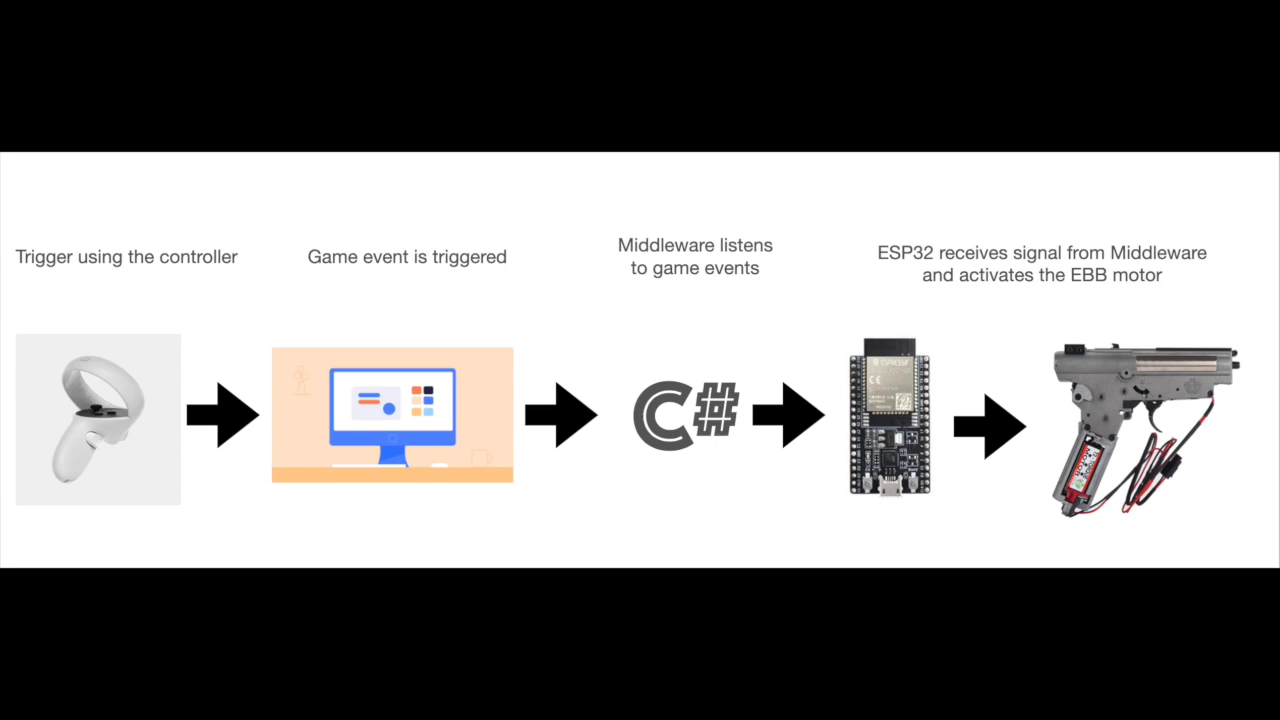 Trigger using the controller
Game event is triggered
Middleware listens
to game events
ESP32 receives signal from Middleware
and activates the EBB motor
C#
CE